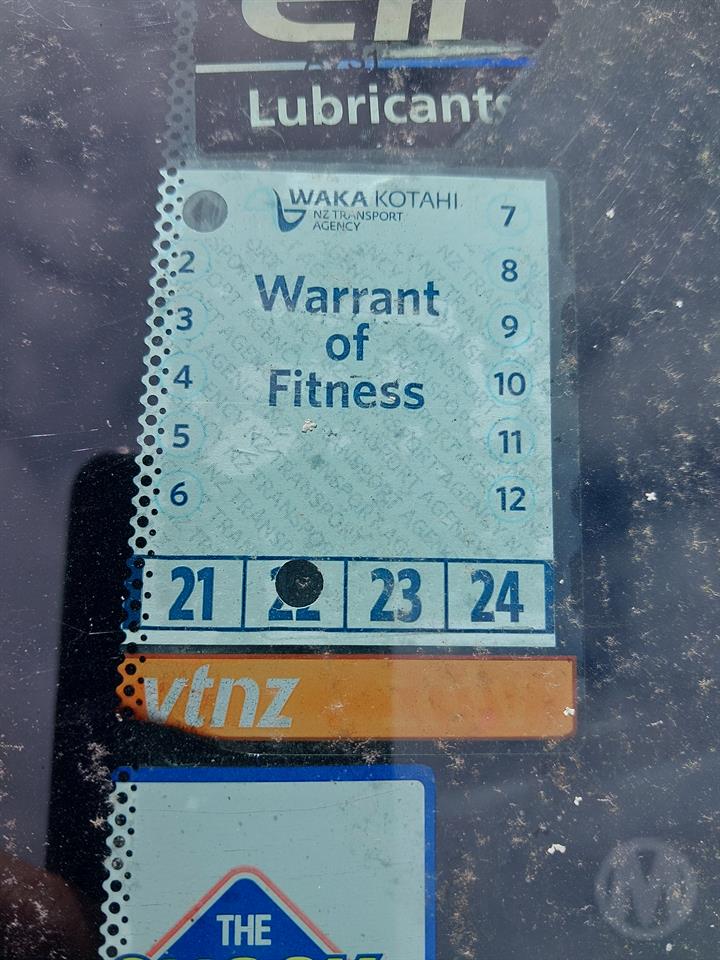 Lubricants
WAKA KOTAHI
NZ TRANSPORT
AGENCY
7
2
8
Warrant
of
Fitness
3
9
4
10
5
11
6
12
21 22 23 24
vtnz
THE